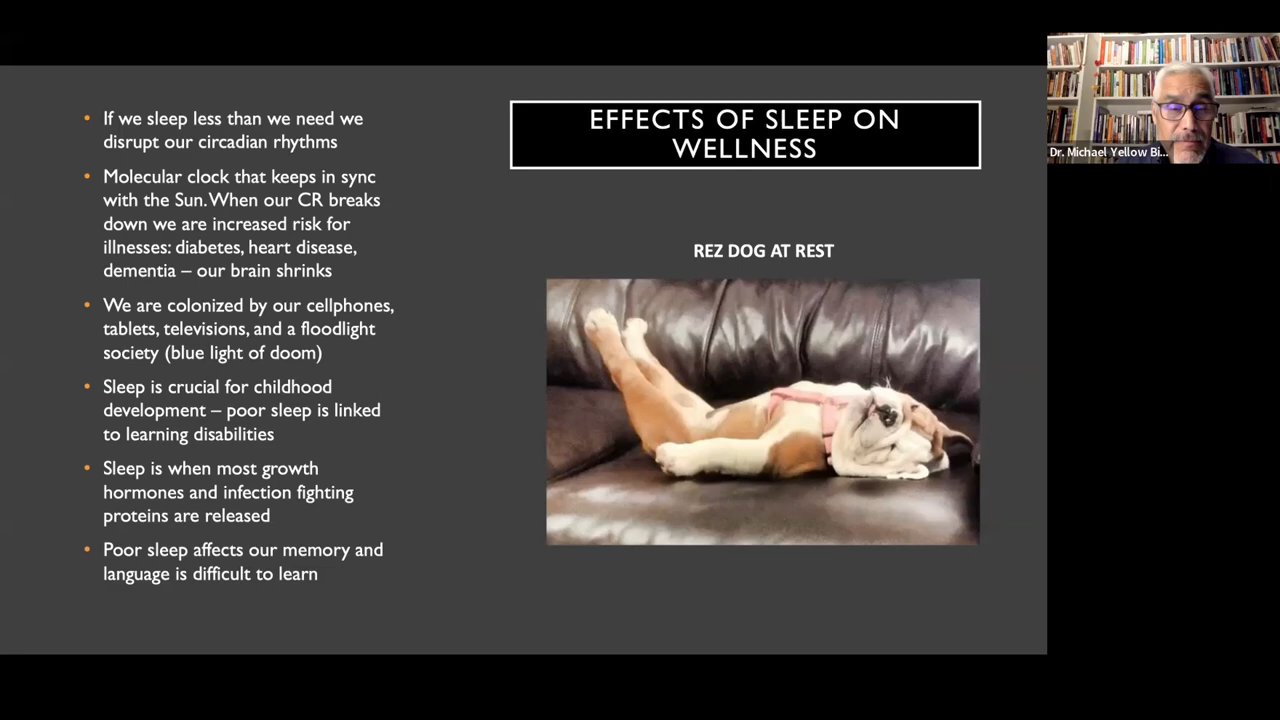 If we sleep less than we need we
disrupt our circadian rhythms
Molecular clock that keeps in sync
with the Sun. When our CR breaks
down we are increased risk for
illnesses: diabetes, heart disease,
dementia – our brain shrinks
We are colonized by our cellphones,
tablets, televisions, and a floodlight
society (blue light of doom)
Sleep is crucial for childhood
development – poor sleep is linked
to learning disabilities
Sleep is when most growth
hormones and infection fighting
proteins are released
Poor sleep affects our memory and
language is difficult to learn
EFFECTS OF SLEEP ON
WELLNESS
REZ DOG AT REST
Dr. Michael Yellow Bi...